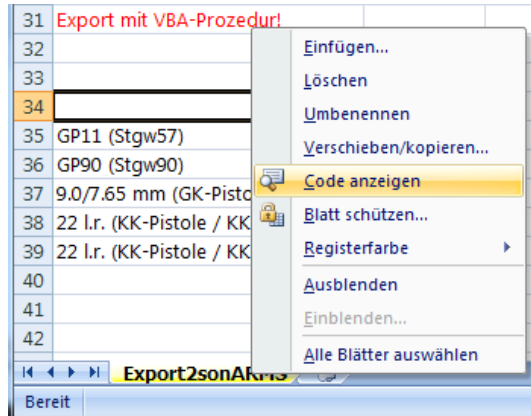 31 Export mit VBA-Prozedur!
32
33
34
35 GP11 (Stgw57)
36 GP90 (Stgw90)
37 9.0/7.65 mm (GK-Pisto
38 22 l.r. (KK-Pistole / KK
39 22 l.r. (KK-Pistole / KK
40
41
42
Einfügen...
Löschen
Umbenennen
Verschieben/kopieren...
Code anzeigen
Blatt schützen...
Registerfarbe
Ausblenden
Einblenden...
Alle Blätter auswählen
Export2sonARMS
Bereit